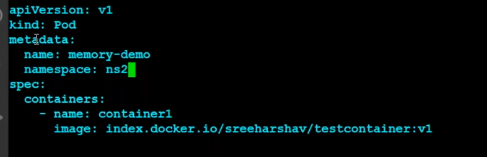 apiVersion: v1
kind: Pod
metadata:
  name: memory-demo
  namespace: ns2
spec:
  containers:
    - name: container1
      image: index.docker.io/sreeharshav/testcontainer:v1